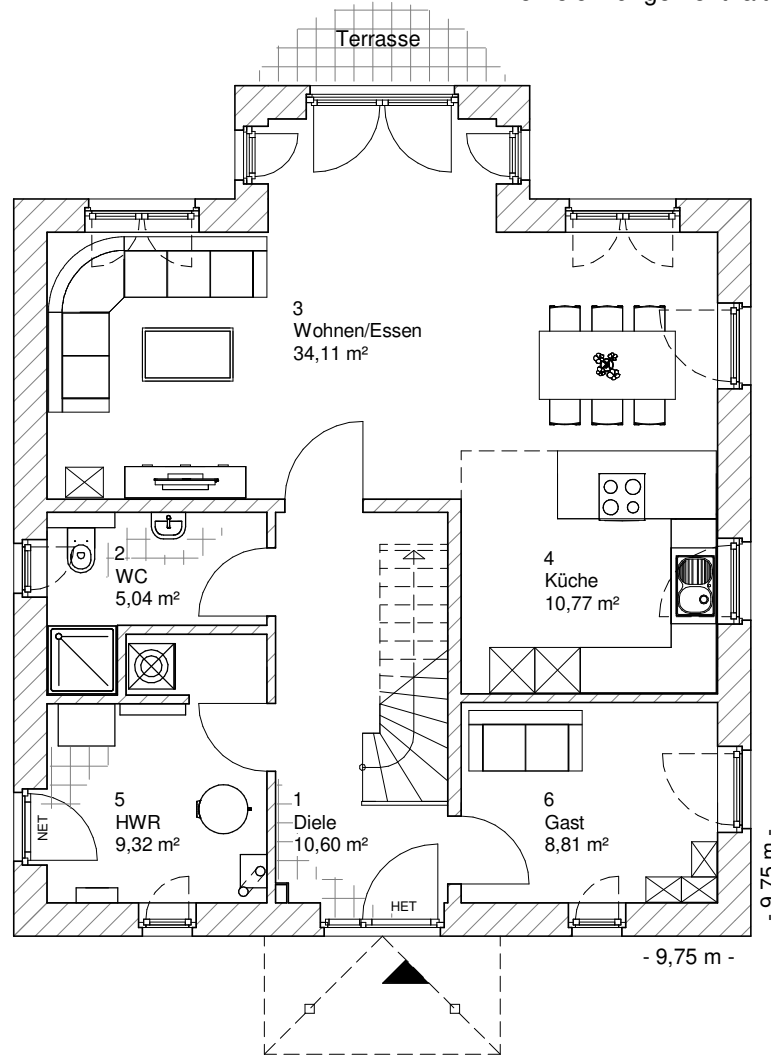 Terrasse
3
Wohnen/Essen
34,11 m²
2
WC
5,04 m²
4
Küche
10,77 m²
5
HWR
9,32 m²
1
Diele
10,60 m²
6
Gast
8,81 m²
NET
HET
- 9,75 m -
- 9,75 m -